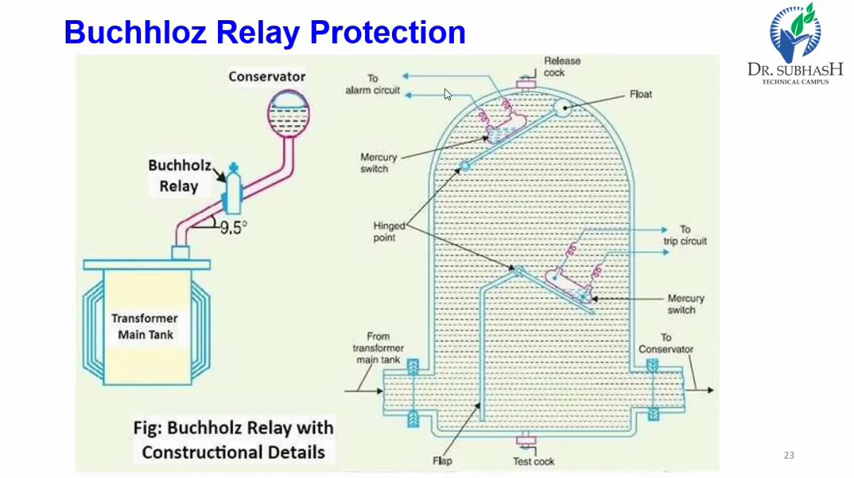 Buchhloz Relay Protection
DR. SUBHASH
TECHNICAL CAMPUS
Conservator
Buchholz
Relay
9.5°
Transformer
Main Tank
Fig: Buchholz Relay with
Constructional Details
To
alarm circuit
Release
cock
Float
Mercury
switch
Hinged
point
To
trip circuit
Mercury
switch
From
transformer
main tank
To
Conservator
Flap
Test cock
23